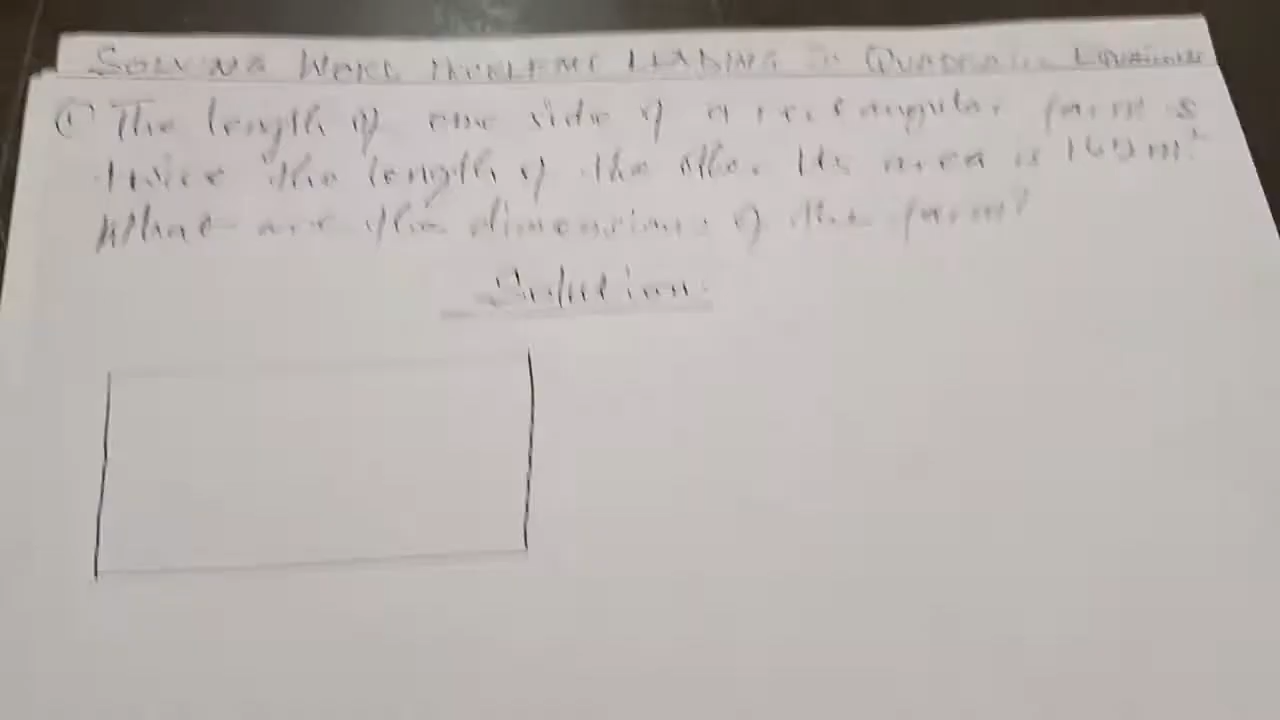 SOLVING WORD PROBLEMS LEADING TO QUADRATIC EQUATIONS
① The length of one side of a rectangular farm is
twice the length of the other. Its area is m².
What are the dimensions of the farm?
Solution.